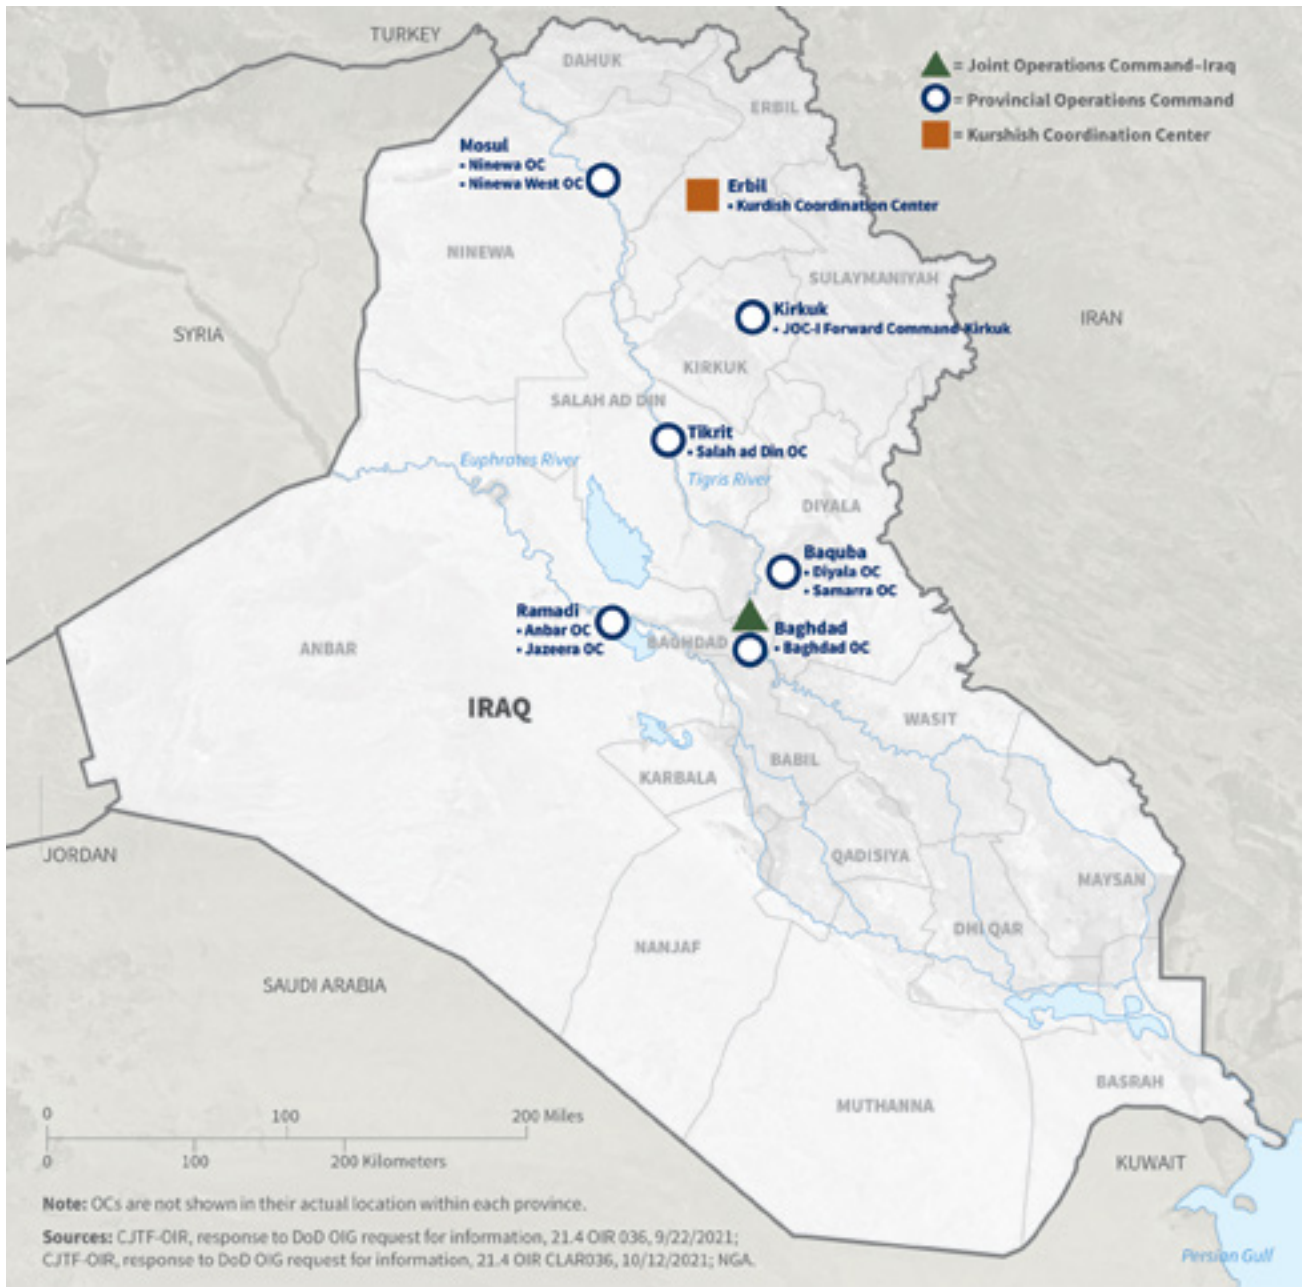 TURKEY
DAHUK
= Joint Operations Command–Iraq
= Provincial Operations Command
= Kurshish Coordination Center
ERBIL
Mosul
• Ninewa OC
• Ninewa West OC
Erbil
• Kurdish Coordination Center
NINEWA
SULAYMANIYAH
SYRIA
Kirkuk
• JOC-I Forward Command-Kirkuk
IRAN
KIRKUK
SALAH AD DIN
Tikrit
• Salah ad Din OC
Euphrates River
Tigris River
DIYALA
Baquba
• Diyala OC
• Samarra OC
Ramadi
• Anbar OC
• Jazeera OC
Baghdad
• Baghdad OC
BAGHDAD
ANBAR
IRAQ
WASIT
BABIL
KARBALA
JORDAN
QADISIYA
MAYSAN
DHI QAR
NANJAF
SAUDI ARABIA
BASRAH
MUTHANNA
KUWAIT
0 100 200 Miles
0 100 200 Kilometers
Note: OCs are not shown in their actual location within each province.
Sources: CJTF-OIR, response to DoD OIG request for information, 21.4 OIR 036, 9/22/2021;
CJTF-OIR, response to DoD OIG request for information, 21.4 OIR CLAR036, 10/12/2021; NGA.
Persian Gulf